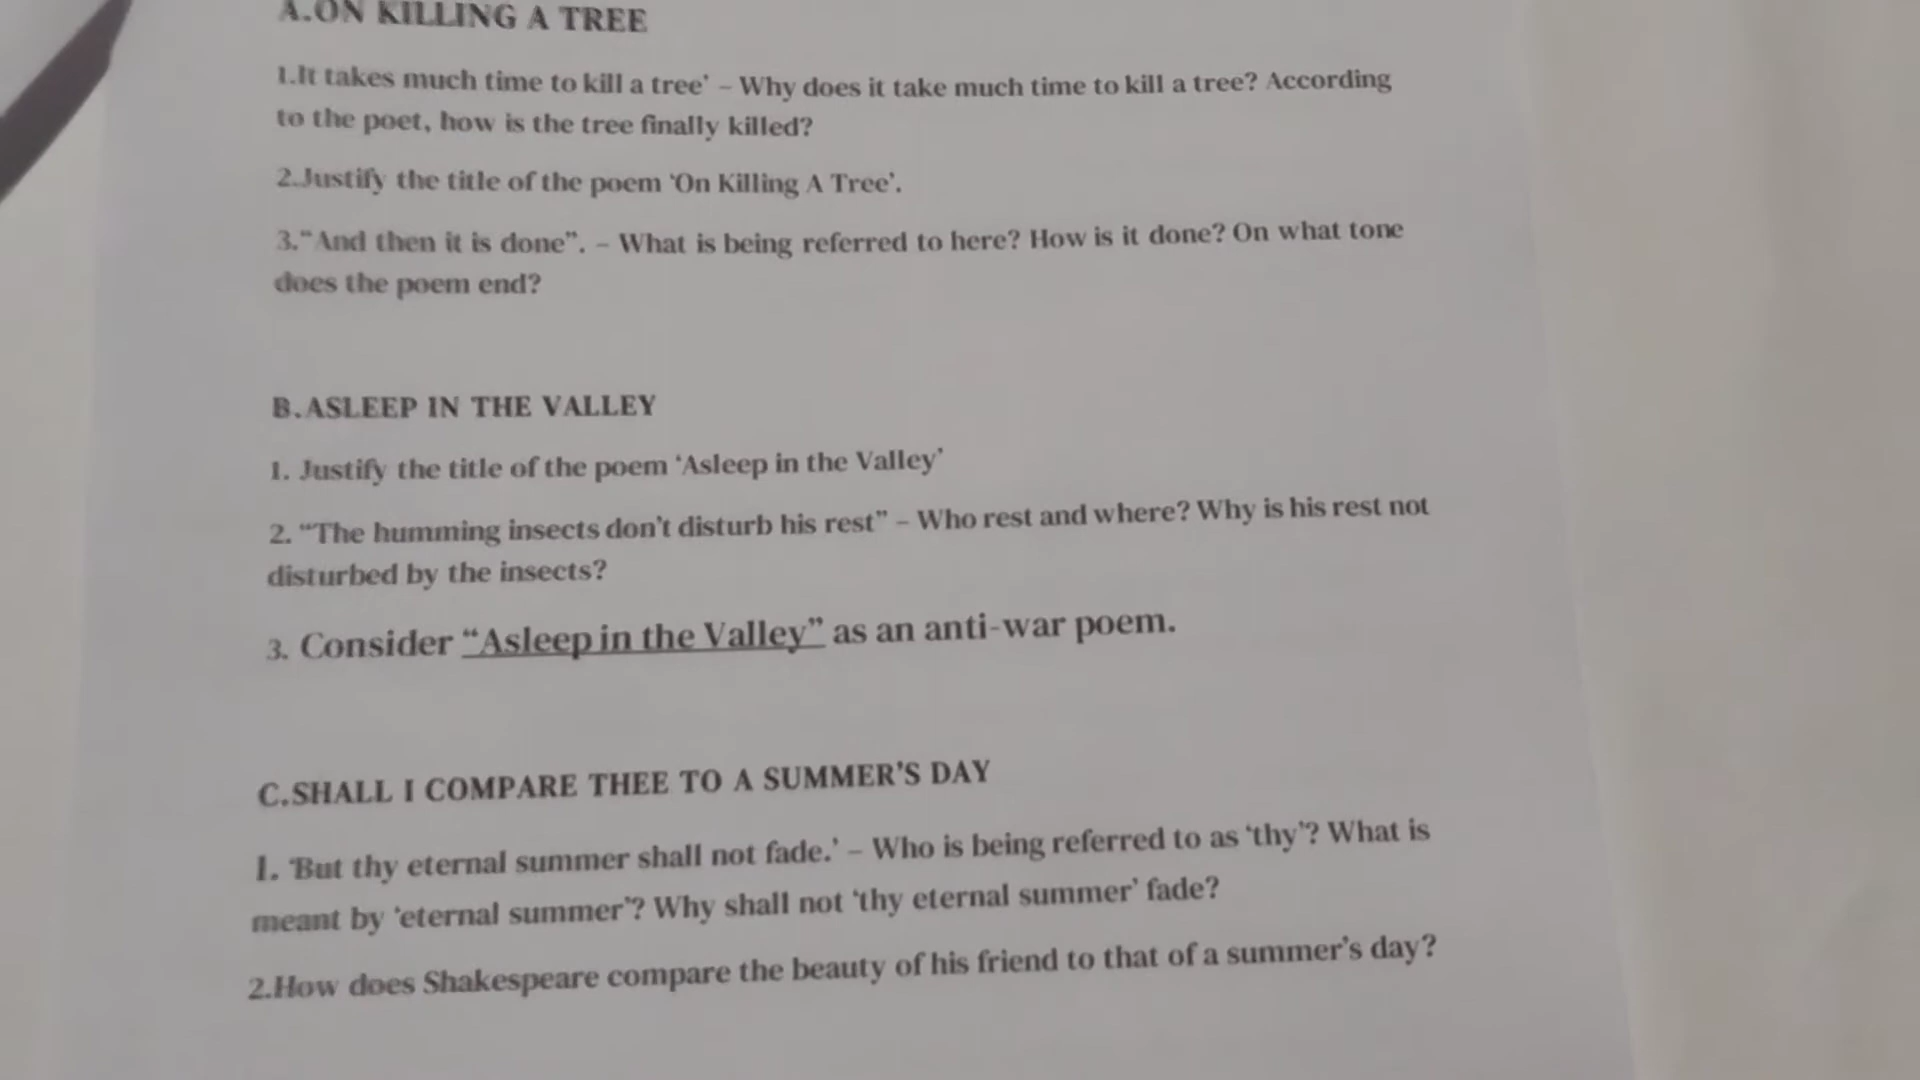 A.ON KILLING A TREE
1.It takes much time to kill a tree’ – Why does it take much time to kill a tree? According
to the poet, how is the tree finally killed?
2.Justify the title of the poem ‘On Killing A Tree’.
3.“And then it is done”. – What is being referred to here? How is it done? On what tone
does the poem end?
B.ASLEEP IN THE VALLEY
1. Justify the title of the poem ‘Asleep in the Valley’
2. “The humming insects don’t disturb his rest” – Who rest and where? Why is his rest not
disturbed by the insects?
3. Consider “Asleep in the Valley” as an anti-war poem.
C.SHALL I COMPARE THEE TO A SUMMER’S DAY
1. ‘But thy eternal summer shall not fade.’ – Who is being referred to as ‘thy’? What is
meant by ‘eternal summer’? Why shall not ‘thy eternal summer’ fade?
2.How does Shakespeare compare the beauty of his friend to that of a summer’s day?